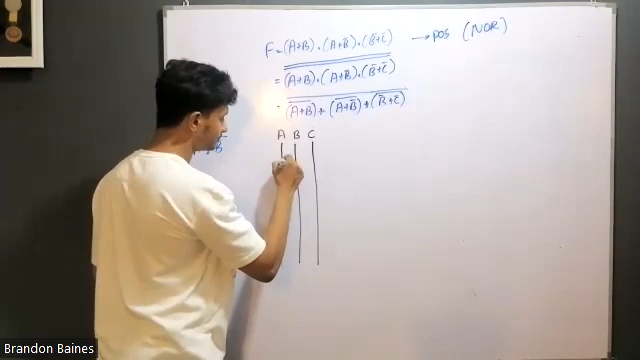 F = (A+B) . (A+B̅) . (B̅+C̅) → POS (NOR)
= (A+B) . (A+B̅) . (B̅+C̅)
= (A+B) + (A+B̅) + (B̅+C̅)
A B C
B
Brandon Baines